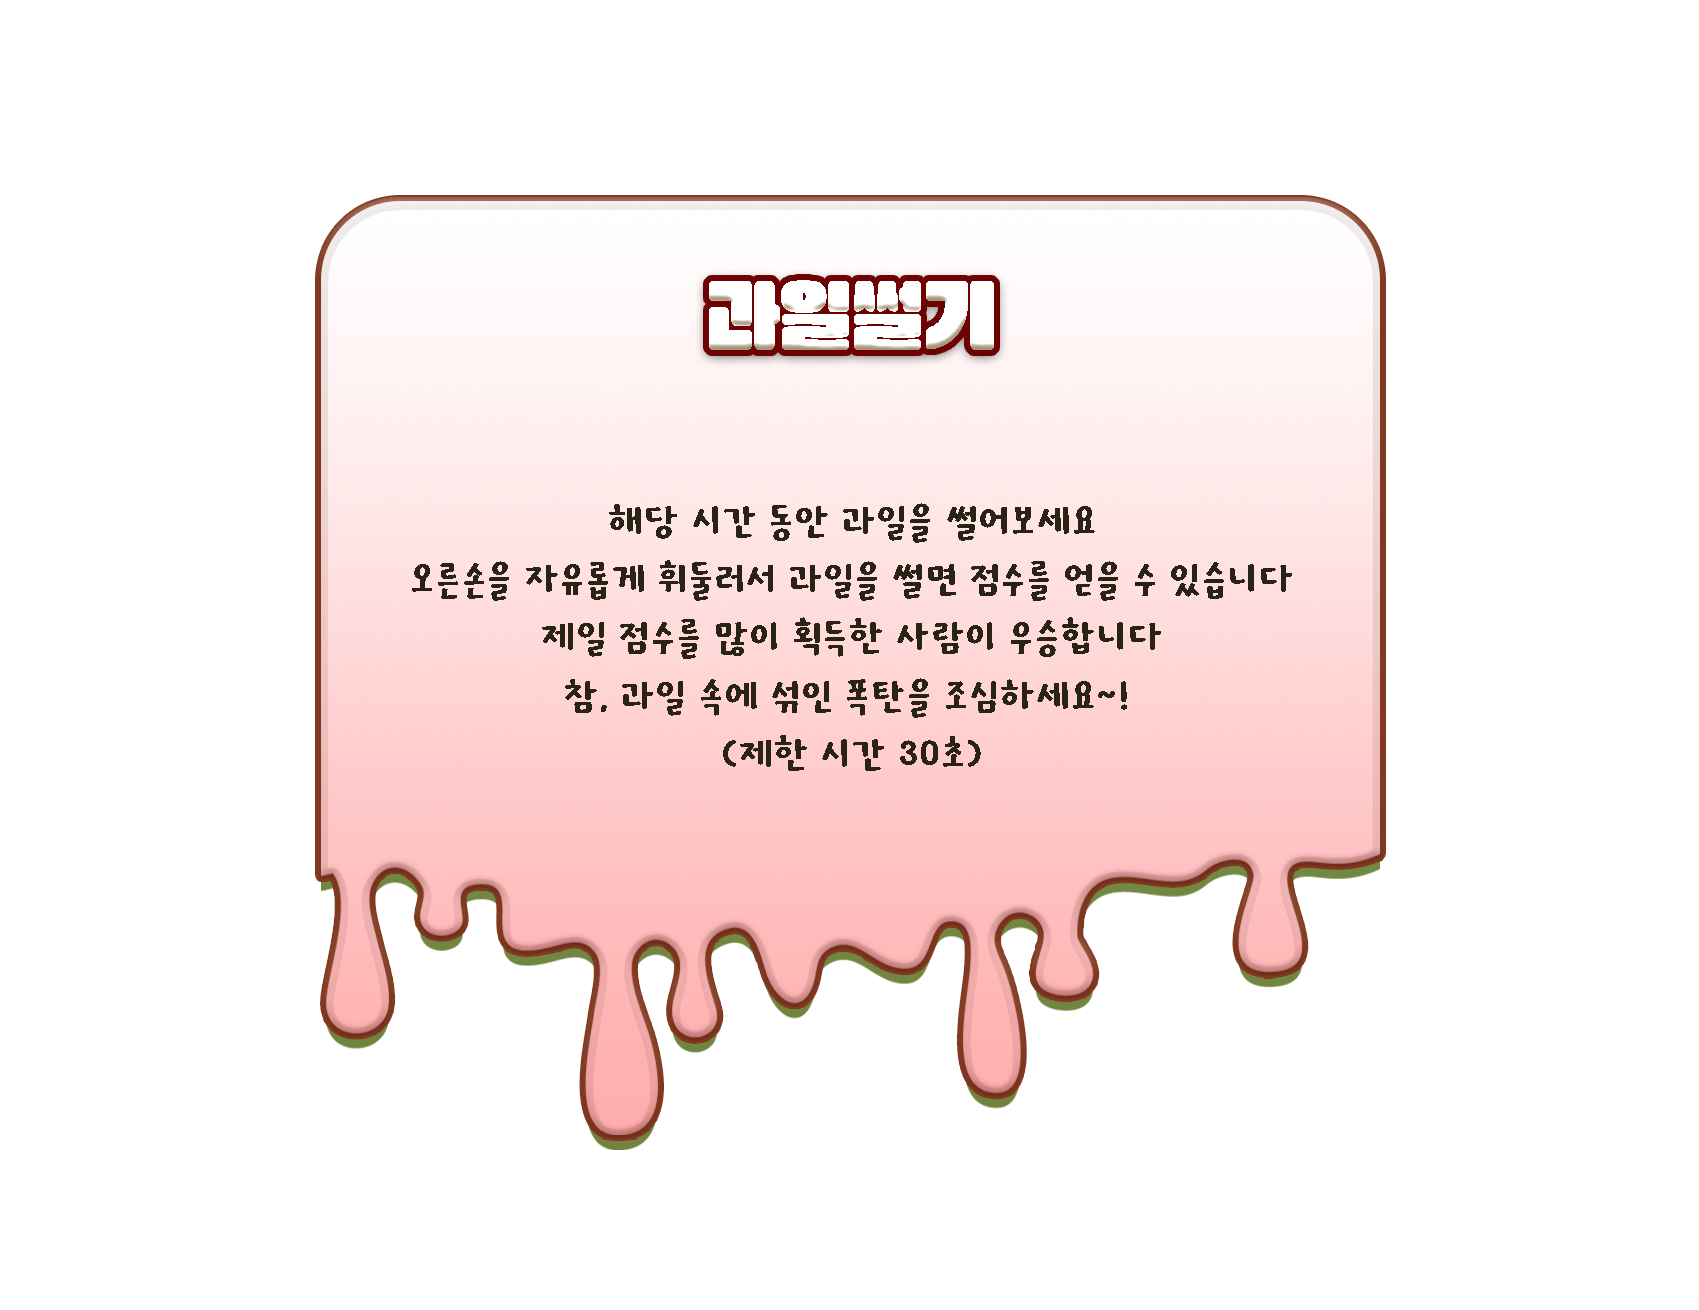 과일썰기
해당 시간 동안 과일을 썰어보세요
오른손을 자유롭게 휘둘러서 과일을 썰면 점수를 얻을 수 있습니다
제일 점수를 많이 획득한 사람이 우승합니다
참, 과일 속에 섞인 폭탄을 조심하세요~!
(제한 시간 30초)